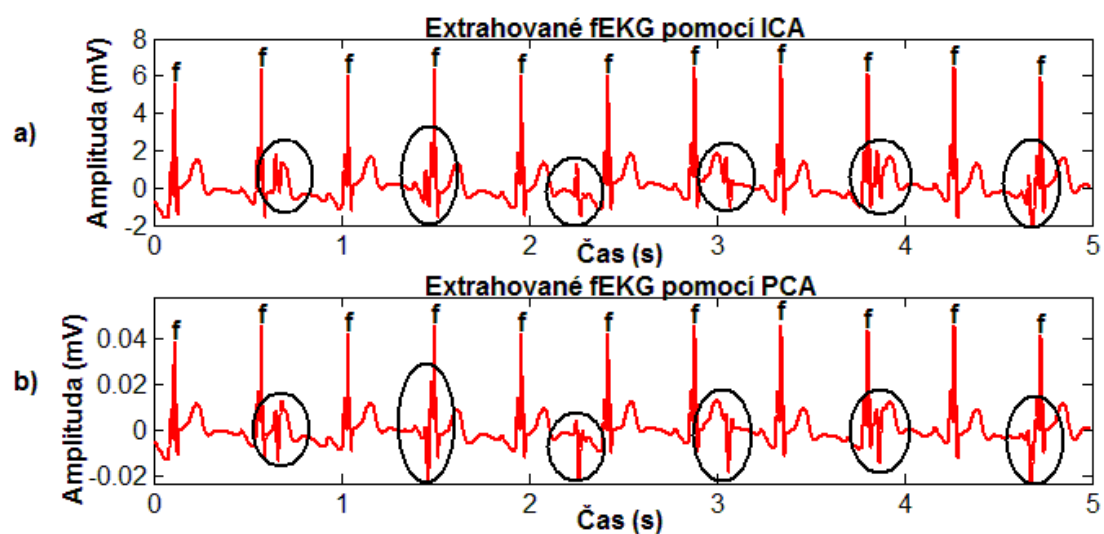 Extrahované fEKG pomocí ICA
a)
Amplituda (mV)
8
6
4
2
0
-2
f f f f f f f f f f f
0 1 2 3 4 5
Čas (s)
Extrahované fEKG pomocí PCA
b)
Amplituda (mV)
0.04
0.02
0
-0.02
f f f f f f f f f f f
0 1 2 3 4 5
Čas (s)